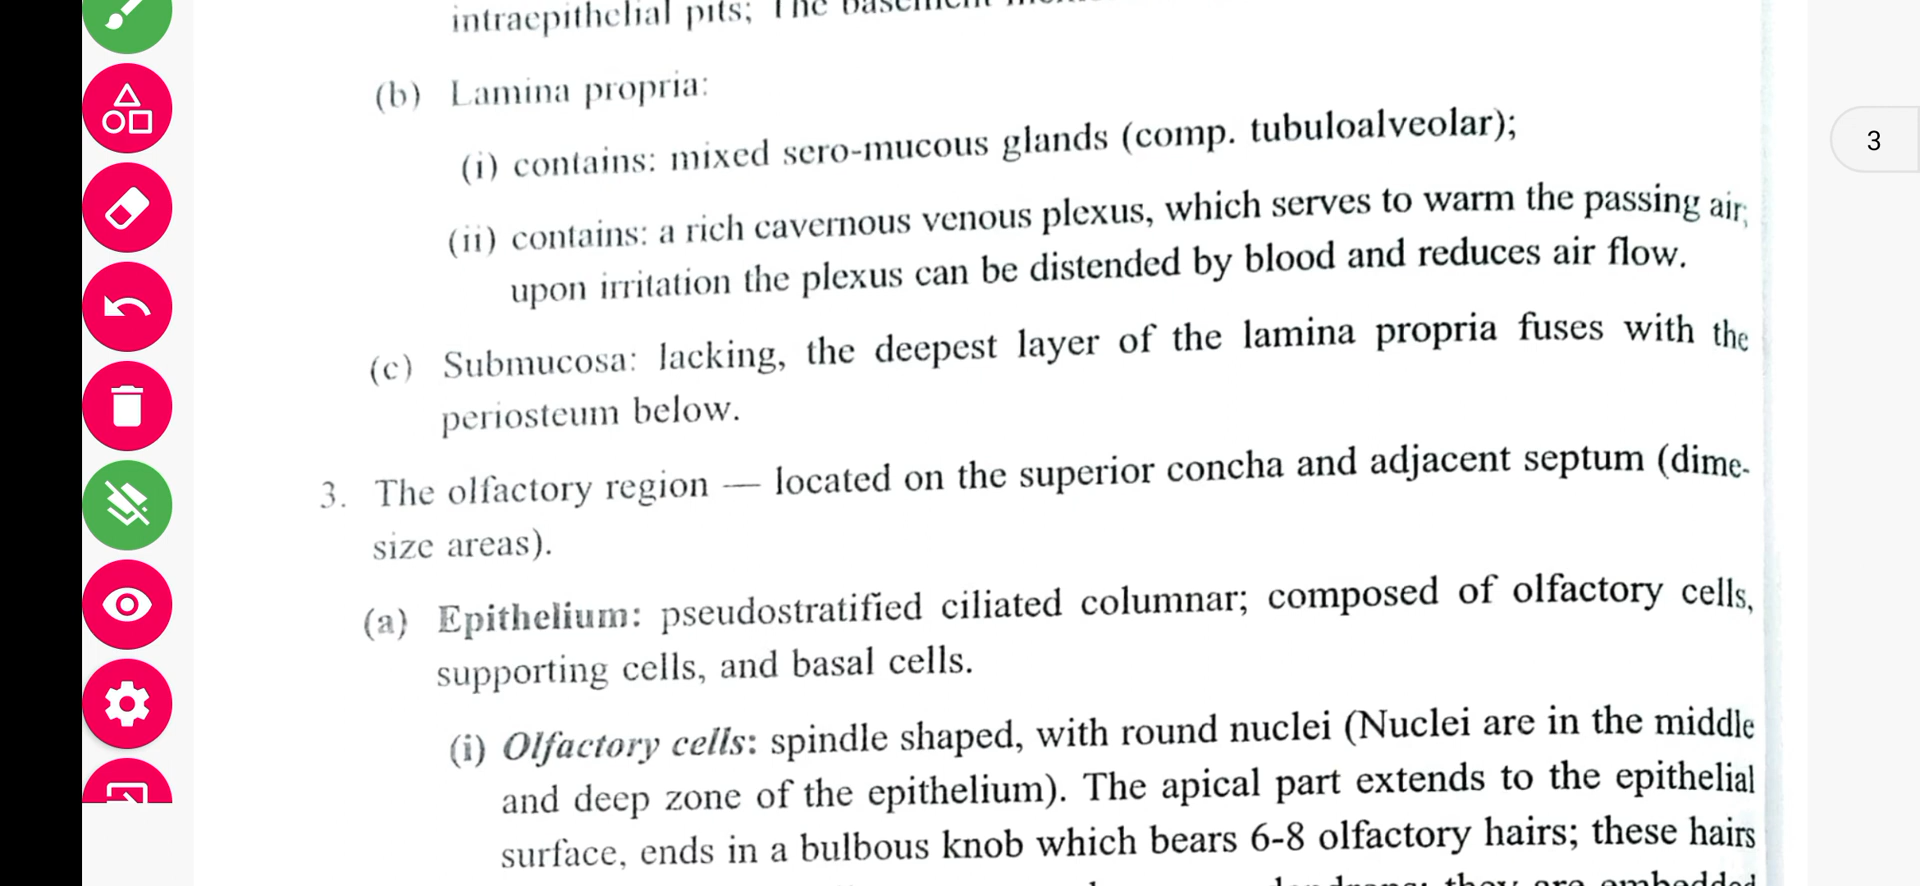 intraepithelial pits; The basement
(b) Lamina propria:
(i) contains: mixed sero-mucous glands (comp. tubuloalveolar);
(ii) contains: a rich cavernous venous plexus, which serves to warm the passing air;
upon irritation the plexus can be distended by blood and reduces air flow.
(c) Submucosa: lacking, the deepest layer of the lamina propria fuses with the
periosteum below.
3. The olfactory region — located on the superior concha and adjacent septum (dime-
size areas).
(a) Epithelium: pseudostratified ciliated columnar; composed of olfactory cells,
supporting cells, and basal cells.
(i) Olfactory cells: spindle shaped, with round nuclei (Nuclei are in the middle
and deep zone of the epithelium). The apical part extends to the epithelial
surface, ends in a bulbous knob which bears 6-8 olfactory hairs; these hairs
they are embedded
3